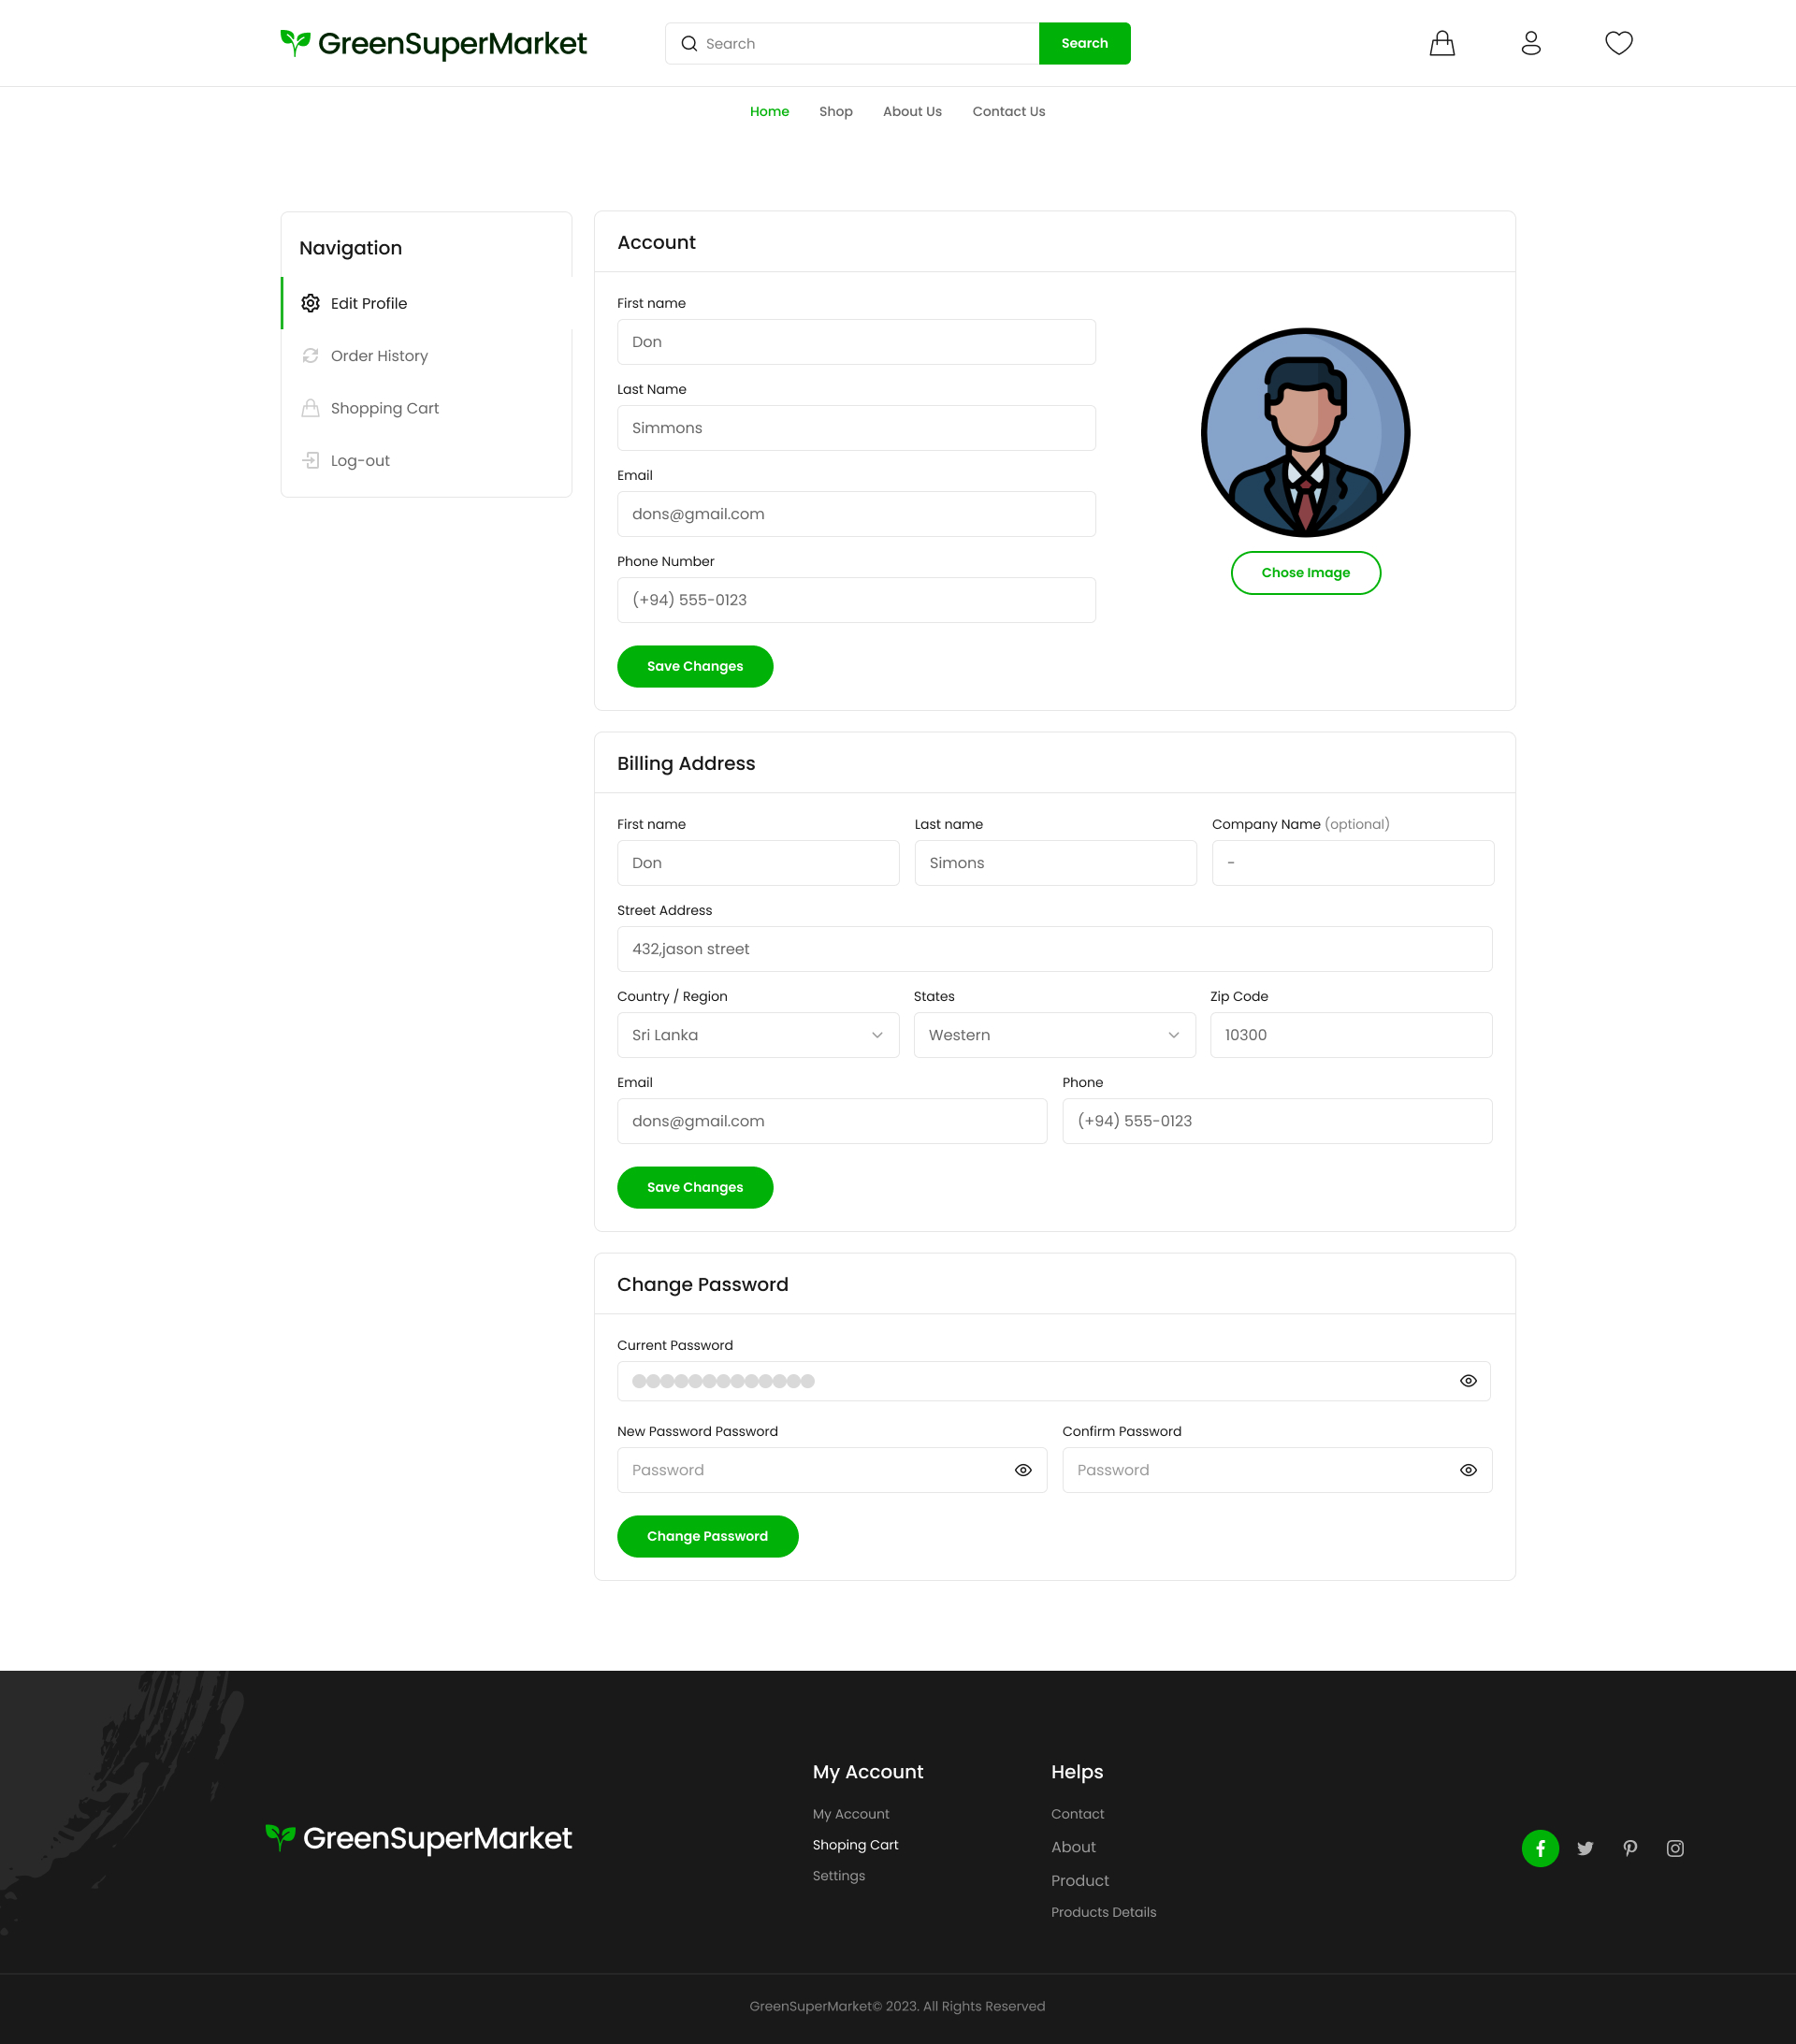 GreenSuperMarket
Search
Search
Home Shop About Us Contact Us
Navigation
Edit Profile
Order History
Shopping Cart
Log-out
Account
First name
Don
Last Name
Simmons
Email
dons@gmail.com
Phone Number
(+94) 555-0123
Chose Image
Save Changes
Billing Address
First name Last name Company Name (optional)
Don Simons -
Street Address
432,jason street
Country / Region States Zip Code
Sri Lanka Western 10300
Email Phone
dons@gmail.com (+94) 555-0123
Save Changes
Change Password
Current Password
New Password Password Confirm Password
Password Password
Change Password
GreenSuperMarket
My Account
My Account
Shoping Cart
Settings
Helps
Contact
About
Product
Products Details
GreenSuperMarket© 2023. All Rights Reserved